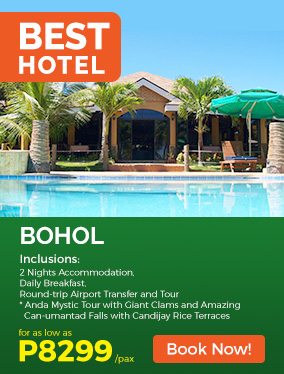 BEST
HOTEL
BOHOL
Inclusions:
2 Nights Accommodation,
Daily Breakfast,
Round-trip Airport Transfer and Tour
* Anda Mystic Tour with Giant Clams and Amazing
Can-umantad Falls with Candijay Rice Terraces
for as low as
P8299 /pax
Book Now!